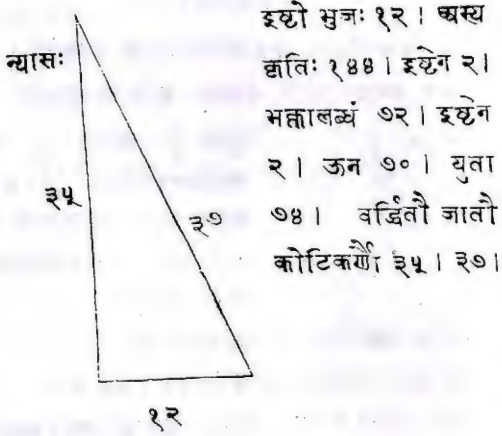 न्यासः
इष्टो भुजः १२ । अस्य
कृतिः १४४ । इष्टेन २ ।
भक्तालब्धं ७२ । इष्टेन
२ । ऊन ७० । युता
७४ । वर्द्धितौ जातौ
कोटिकर्णौ ३५ । ३७ ।
३५
३७
१२